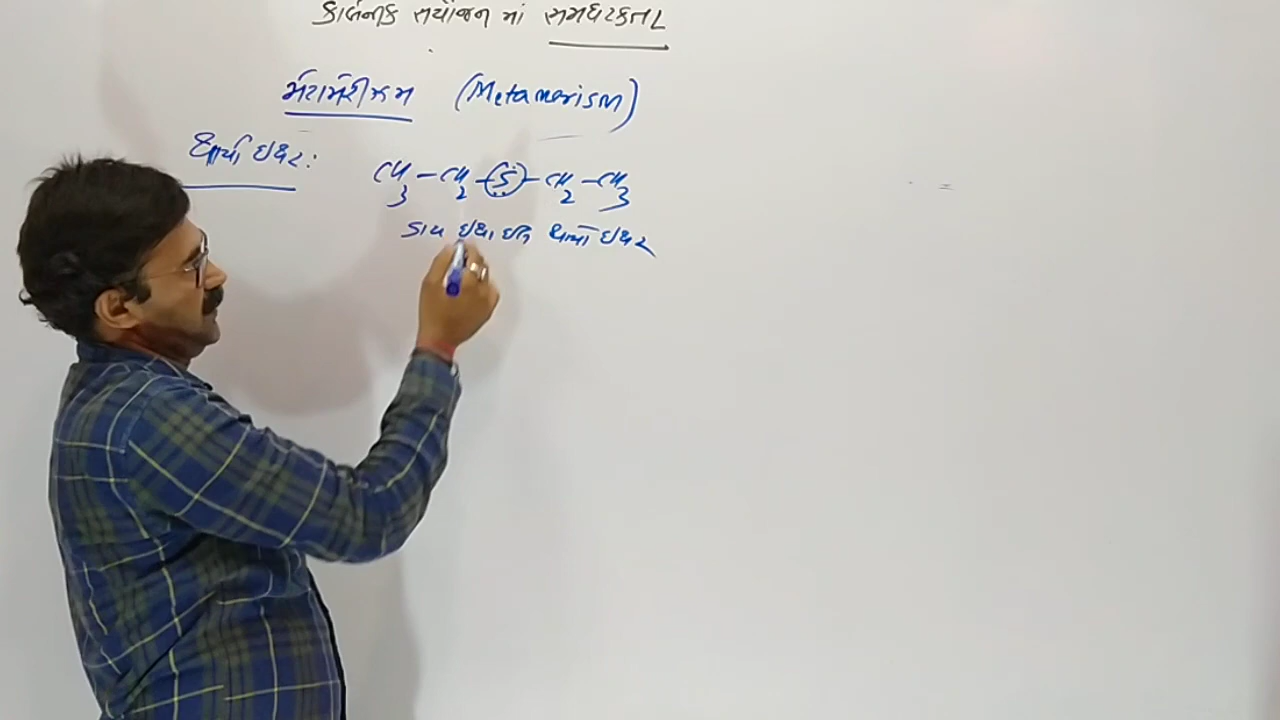 કાર્બનીક સંયોજન માં સમઘટકતા
મેટામેરીઝમ (Metamerism)
થાયો ઇથર :
CH3 – CH2 – S – CH2 – CH3
ડાય ઇથાઇલ થાયો ઇથર